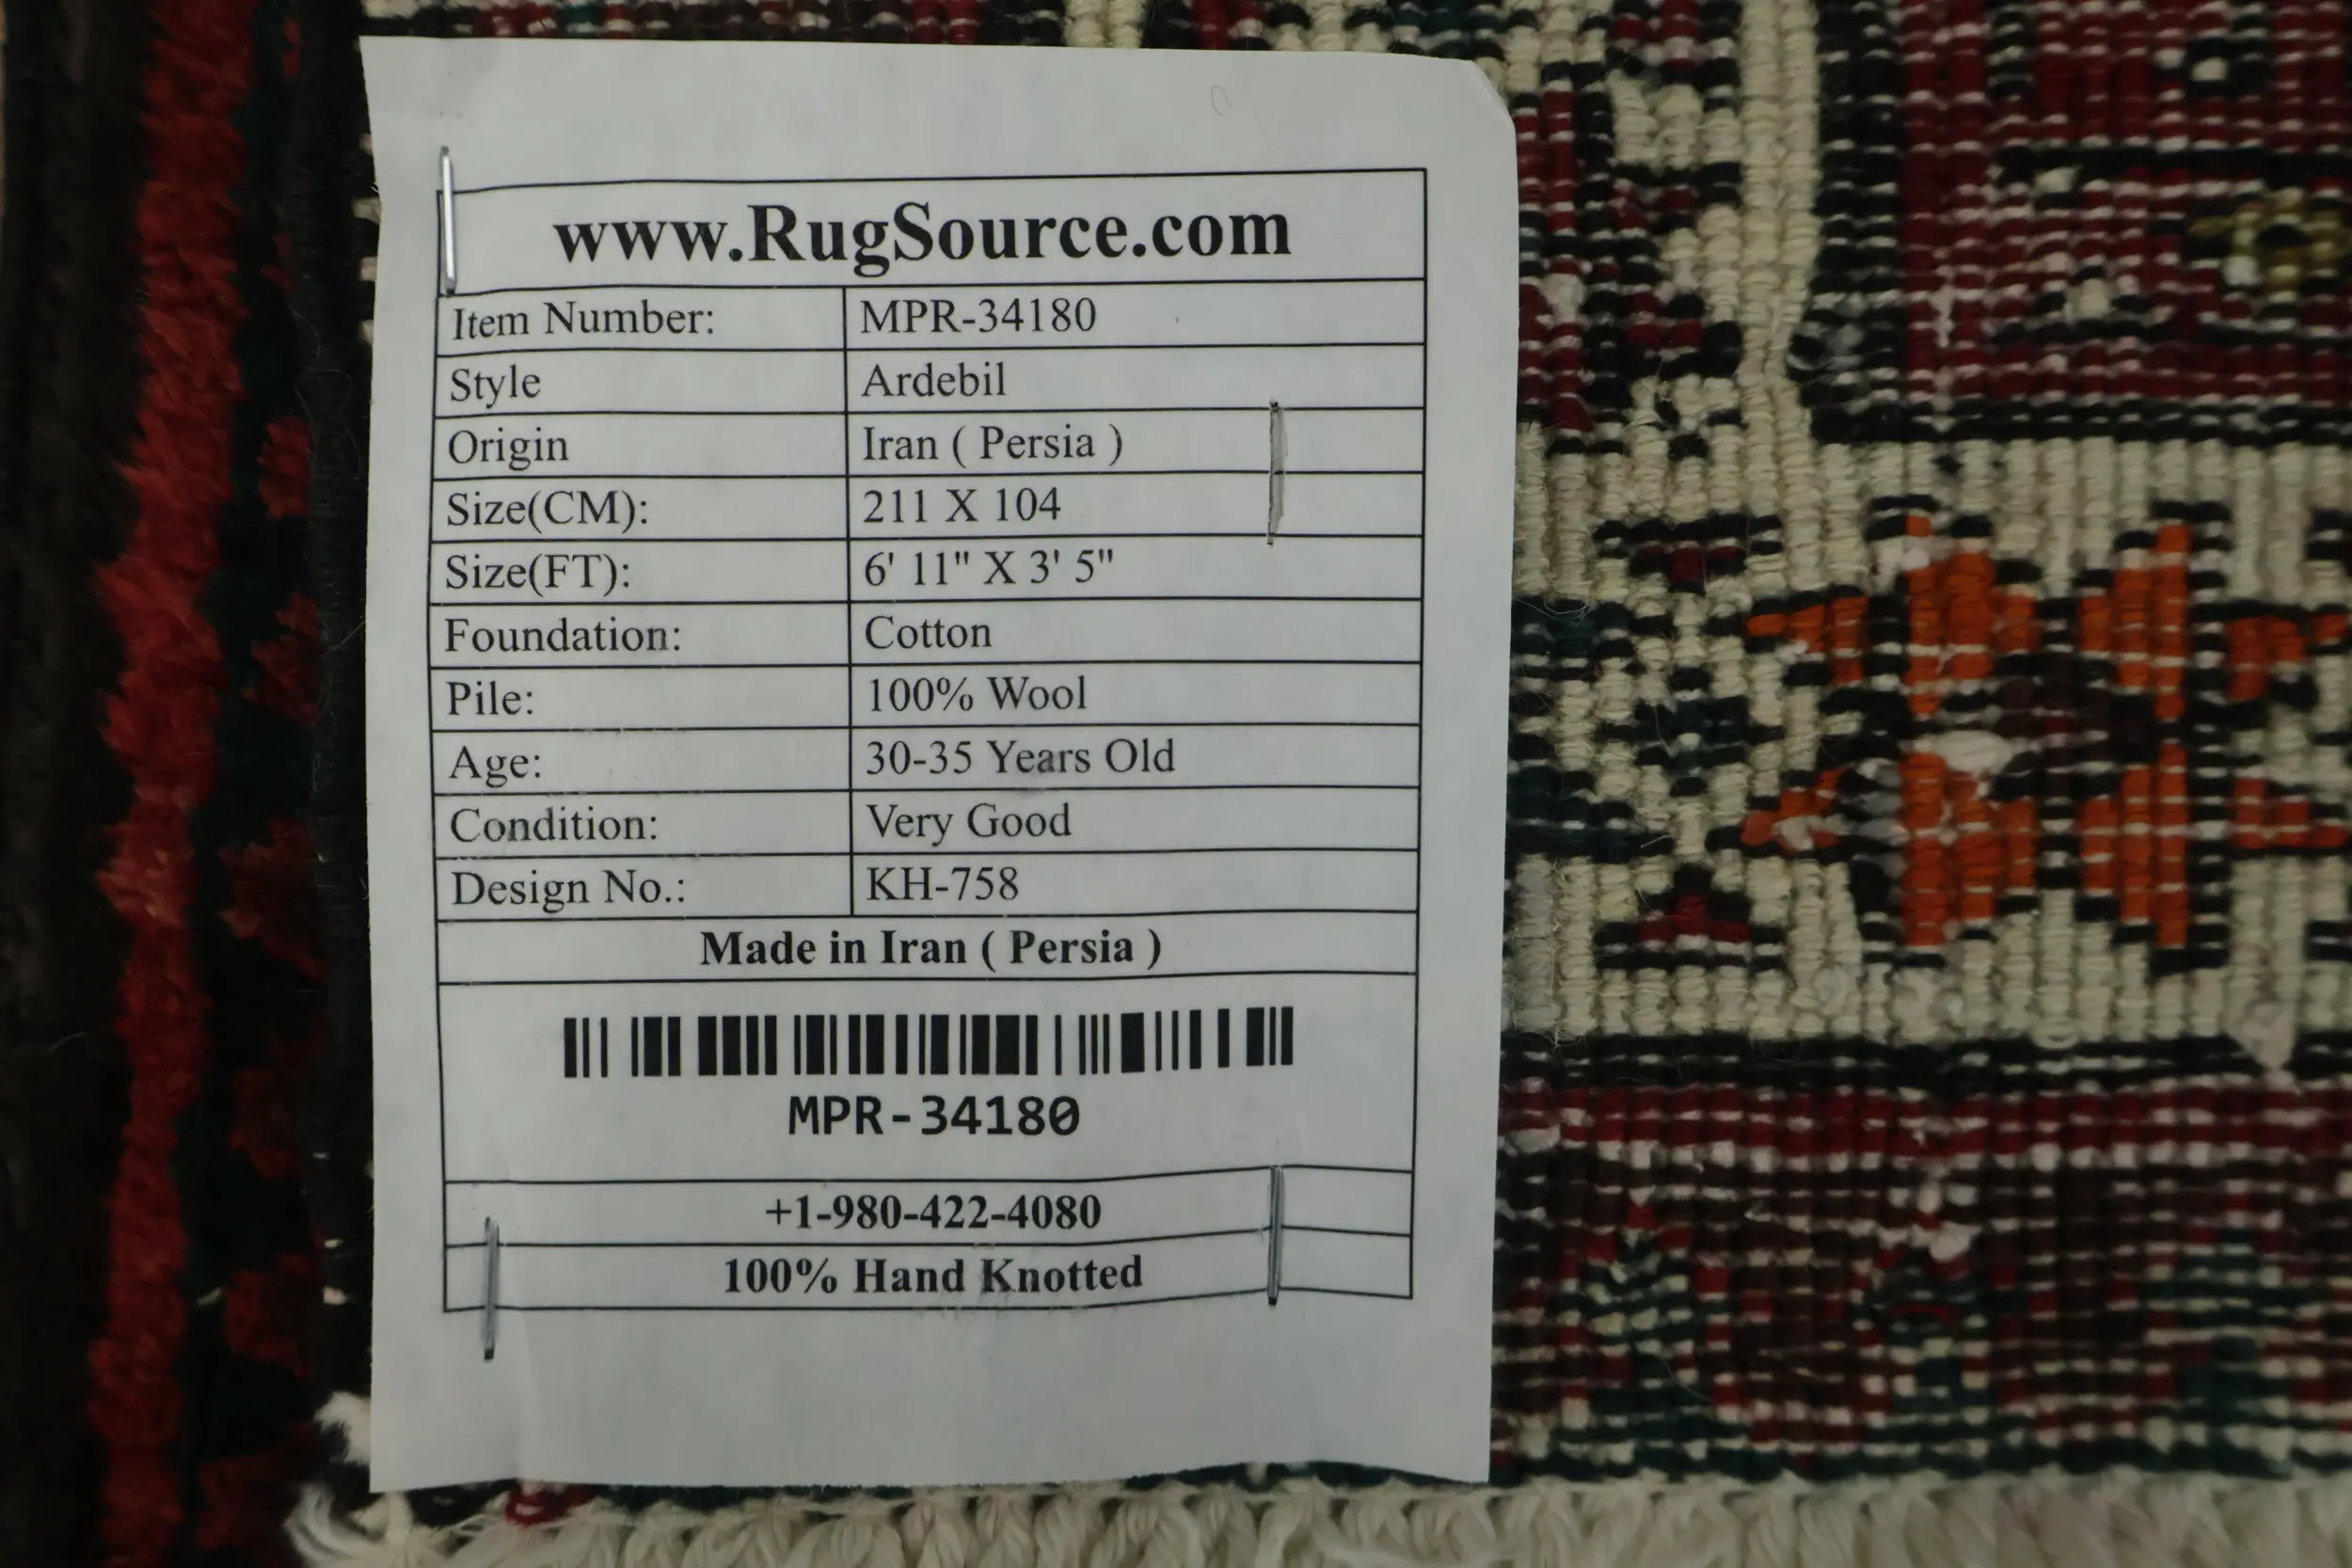 www.RugSource.com
Item Number: MPR-34180
Style Ardebil
Origin Iran ( Persia )
Size(CM): 211 X 104
Size(FT): 6' 11" X 3' 5"
Foundation: Cotton
Pile: 100% Wool
Age: 30-35 Years Old
Condition: Very Good
Design No.: KH-758
Made in Iran ( Persia )
MPR-34180
+1-980-422-4080
100% Hand Knotted